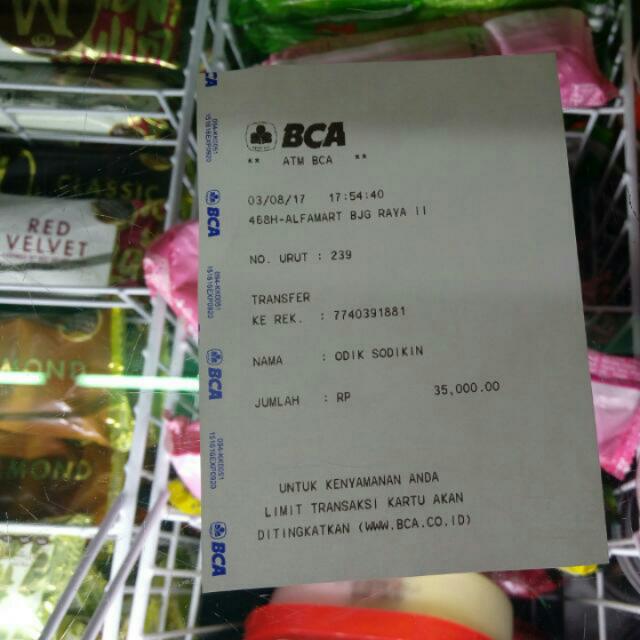 BCA
** ATM BCA **
03/08/17 17:54:40
468H-ALFAMART BJG RAYA II
NO. URUT : 239
TRANSFER
KE REK. : 7740391881
NAMA : ODIK SODIKIN
JUMLAH : RP 35,000.00
UNTUK KENYAMANAN ANDA
LIMIT TRANSAKSI KARTU AKAN
DITINGKATKAN (WWW.BCA.CO.ID)
BCA
BCA
BCA
CLASSIC
RED
VELVET
MOND
MOND